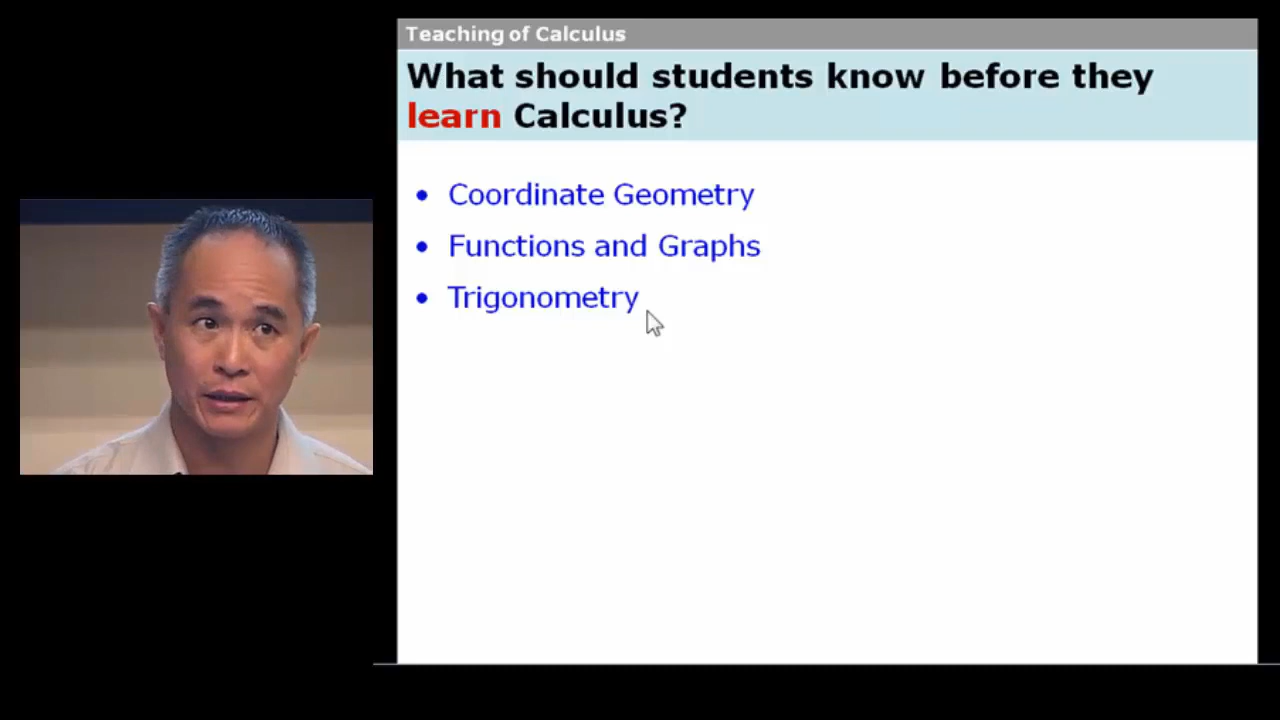 Teaching of Calculus
What should students know before they
learn Calculus?
• Coordinate Geometry
• Functions and Graphs
• Trigonometry